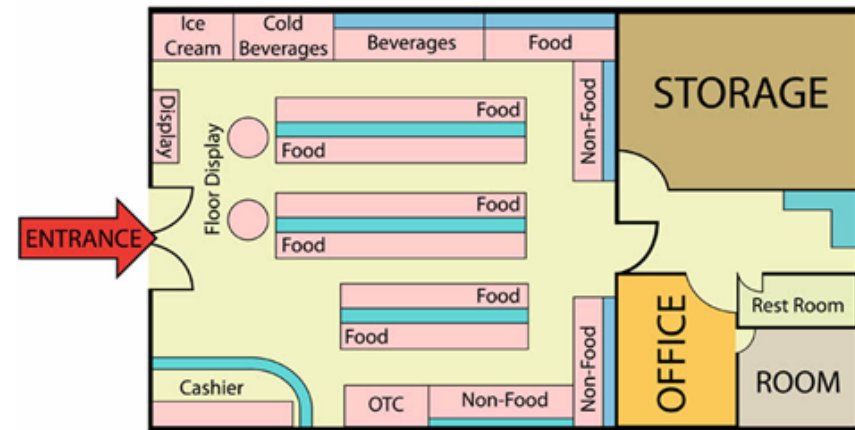 Ice
Cream
Cold
Beverages
Beverages
Food
STORAGE
Display
Floor Display
Food
Food
Non-Food
ENTRANCE
Food
Food
Food
Food
Non-Food
OFFICE
Rest Room
ROOM
Cashier
OTC
Non-Food